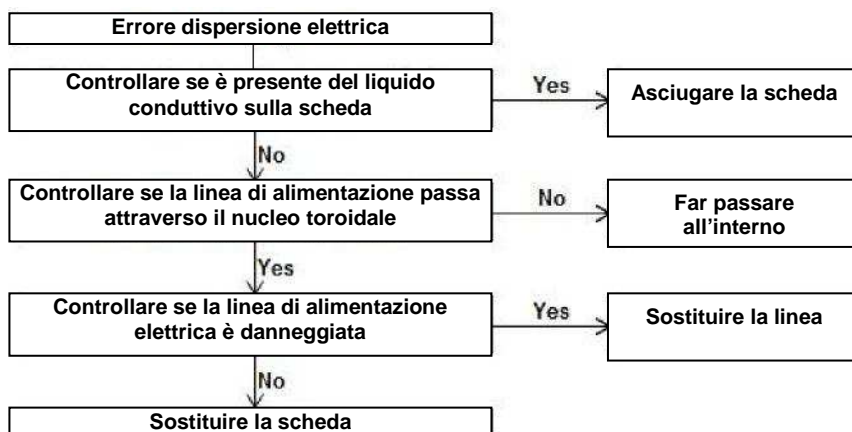 Errore dispersione elettrica
Controllare se è presente del liquido
conduttivo sulla scheda
Yes
Asciugare la scheda
No
Controllare se la linea di alimentazione passa
attraverso il nucleo toroidale
No
Far passare
all’interno
Yes
Controllare se la linea di alimentazione
elettrica è danneggiata
Yes
Sostituire la linea
No
Sostituire la scheda